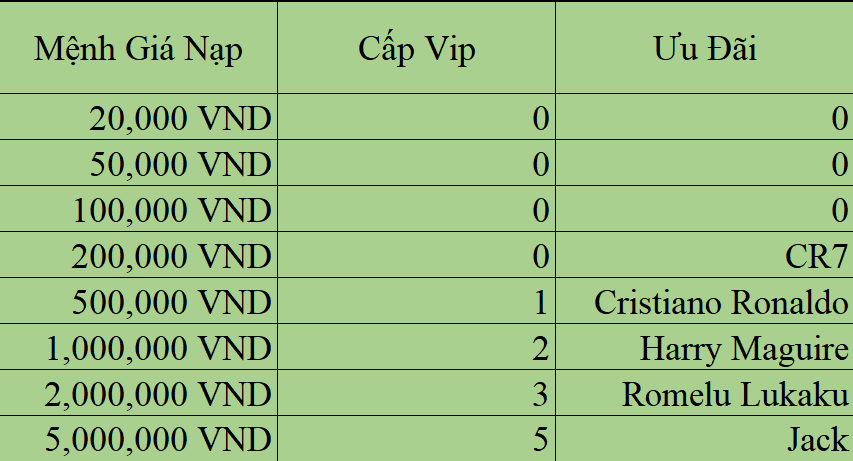 Mệnh Giá Nạp Cấp Vip Ưu Đãi
20,000 VND 0 0
50,000 VND 0 0
100,000 VND 0 0
200,000 VND 0 CR7
500,000 VND 1 Cristiano Ronaldo
1,000,000 VND 2 Harry Maguire
2,000,000 VND 3 Romelu Lukaku
5,000,000 VND 5 Jack